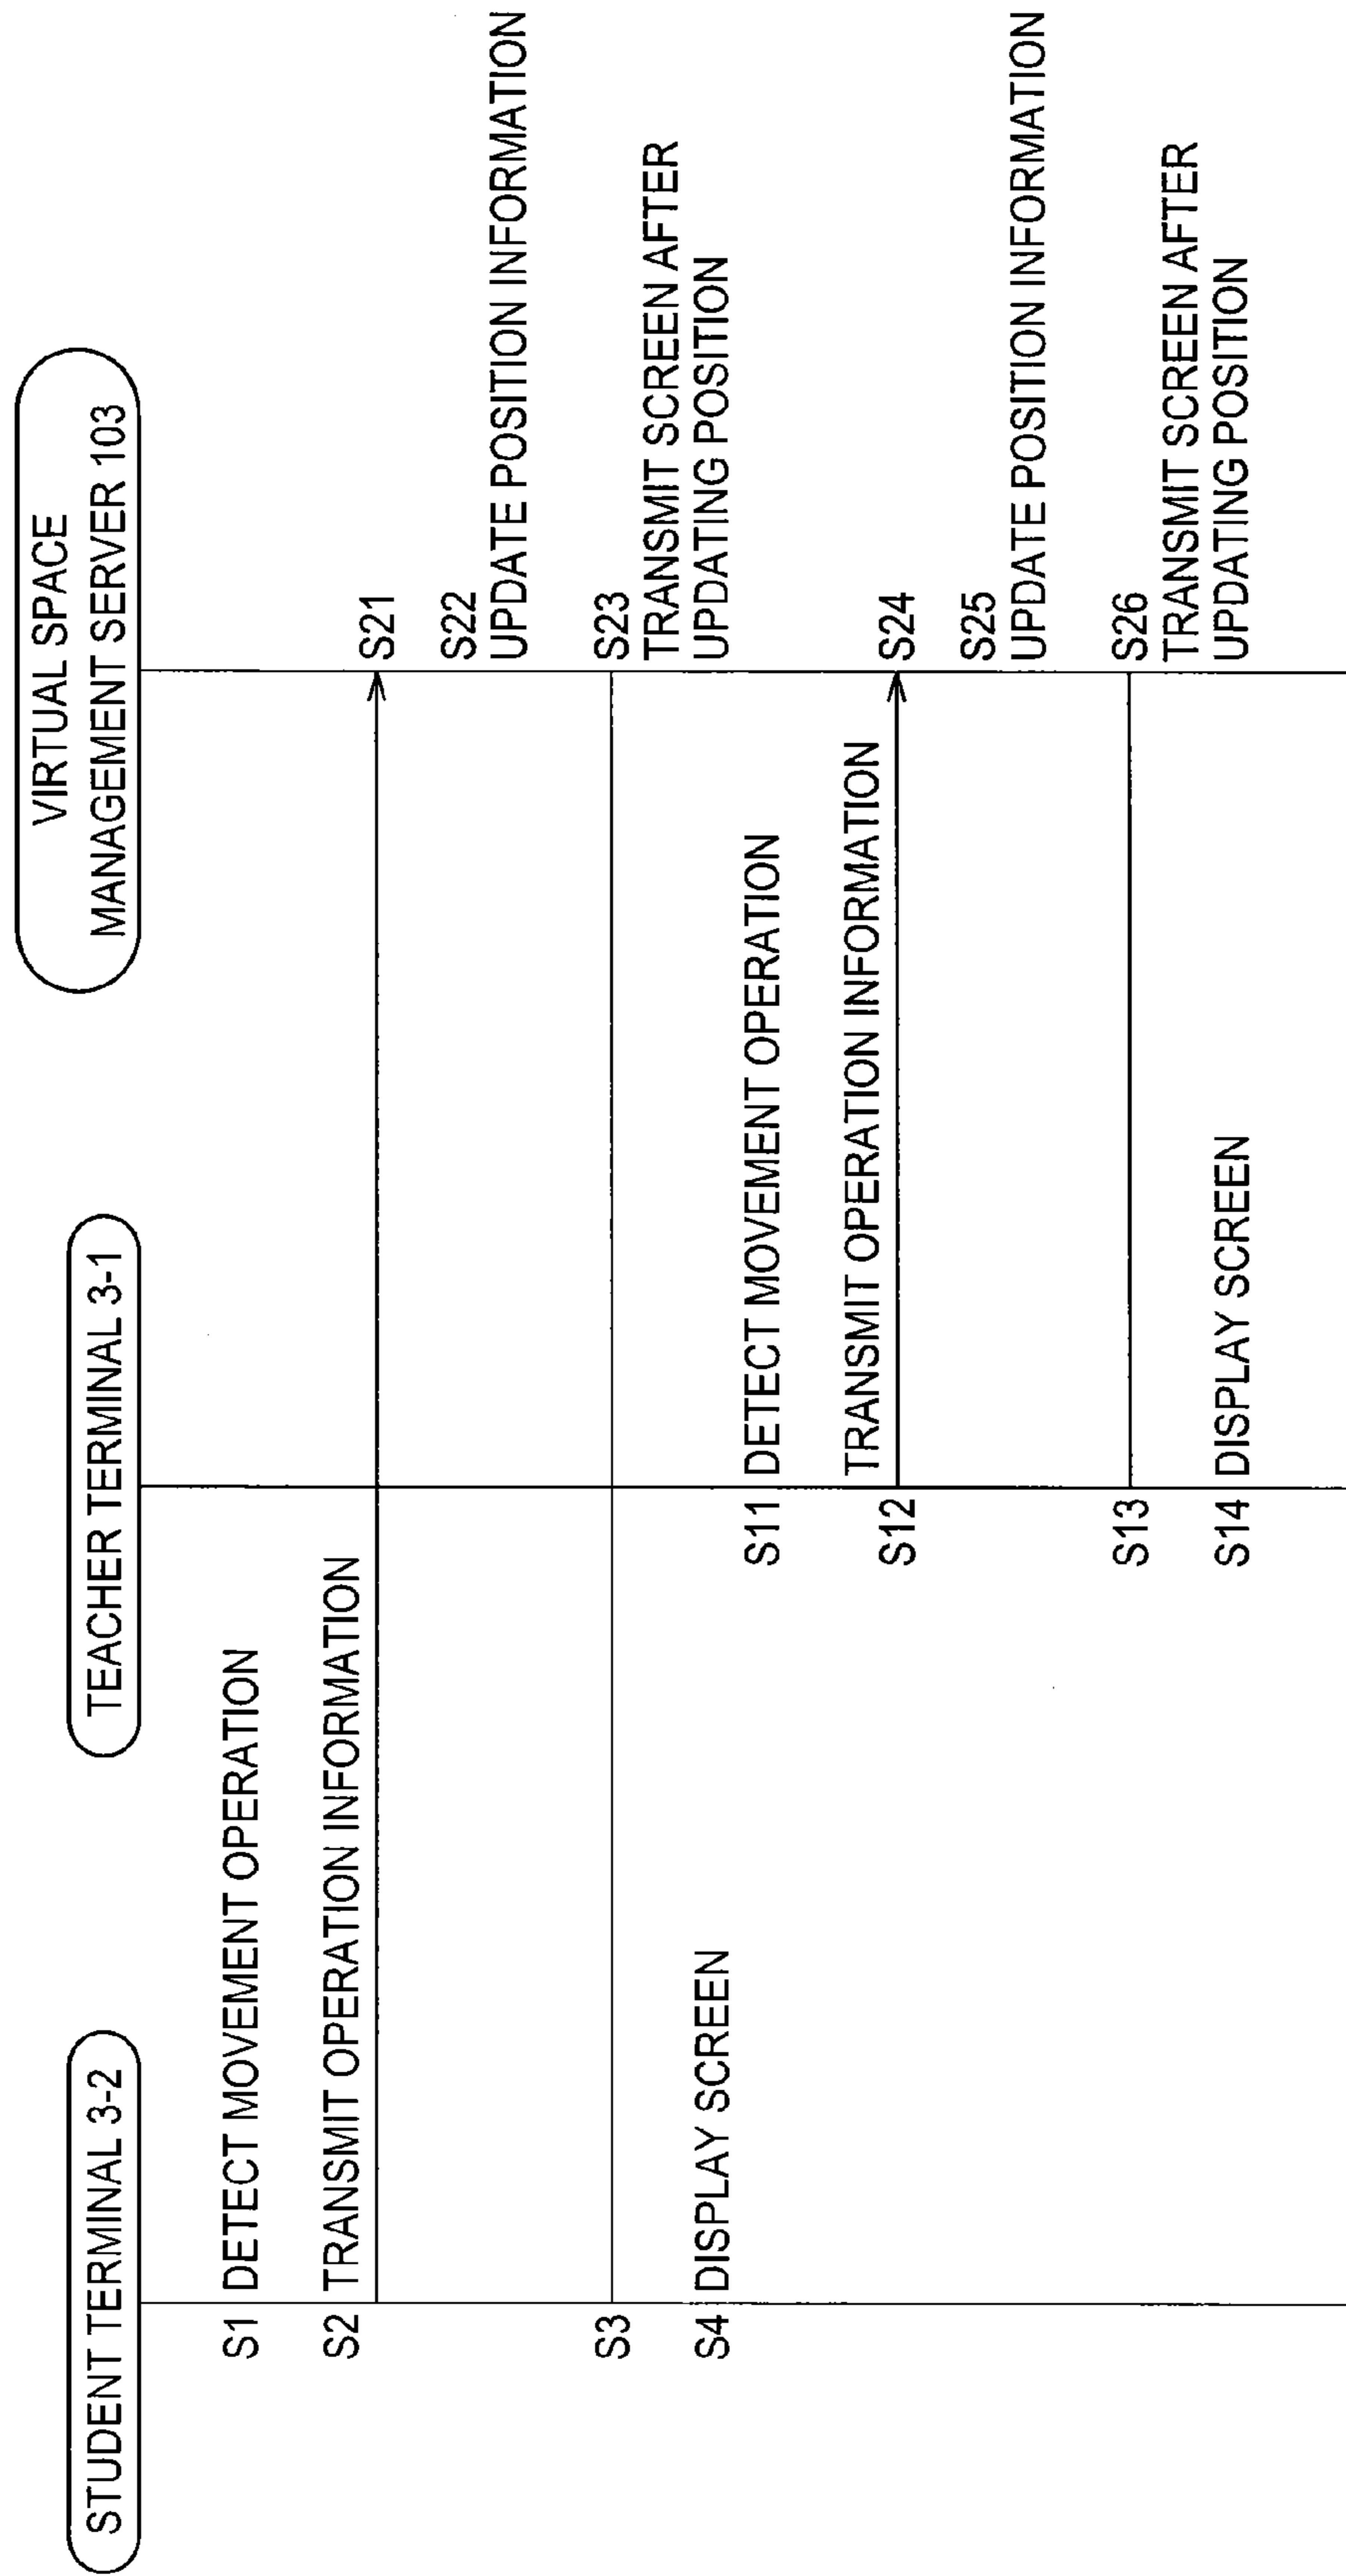 STUDENT TERMINAL 3-2
TEACHER TERMINAL 3-1
VIRTUAL SPACE
MANAGEMENT SERVER 103
S1 DETECT MOVEMENT OPERATION
S2 TRANSMIT OPERATION INFORMATION
S21
S22
UPDATE POSITION INFORMATION
S3
S23
TRANSMIT SCREEN AFTER
UPDATING POSITION
S4 DISPLAY SCREEN
S11 DETECT MOVEMENT OPERATION
TRANSMIT OPERATION INFORMATION
S12
S24
S25
UPDATE POSITION INFORMATION
S13
S26
TRANSMIT SCREEN AFTER
UPDATING POSITION
S14 DISPLAY SCREEN